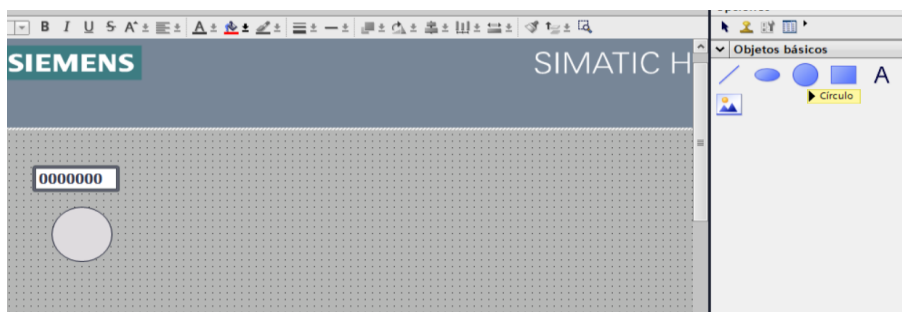 B I U S A A
SIEMENS
SIMATIC H
Objetos básicos
A
Círculo
0000000